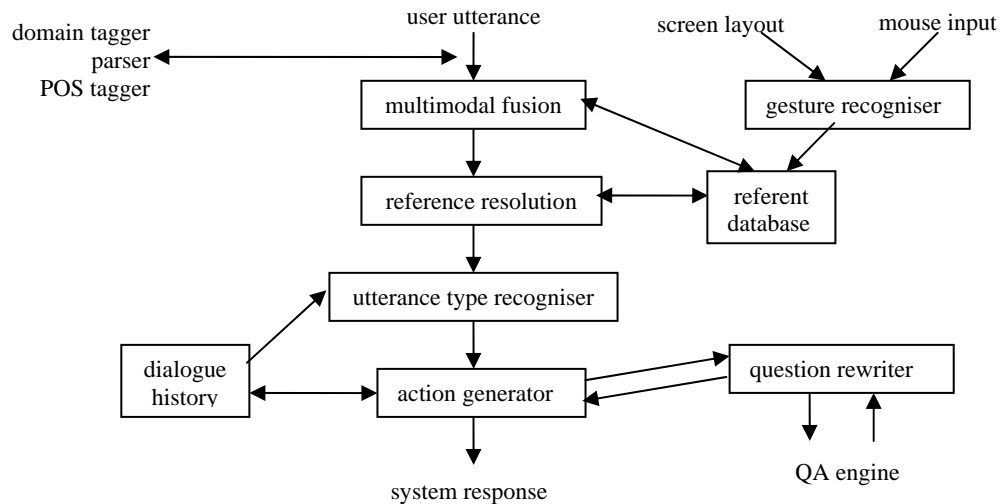 user utterance
screen layout
mouse input
domain tagger
parser
POS tagger
multimodal fusion
gesture recogniser
reference resolution
referent
database
utterance type recogniser
dialogue
history
action generator
question rewriter
QA engine
system response